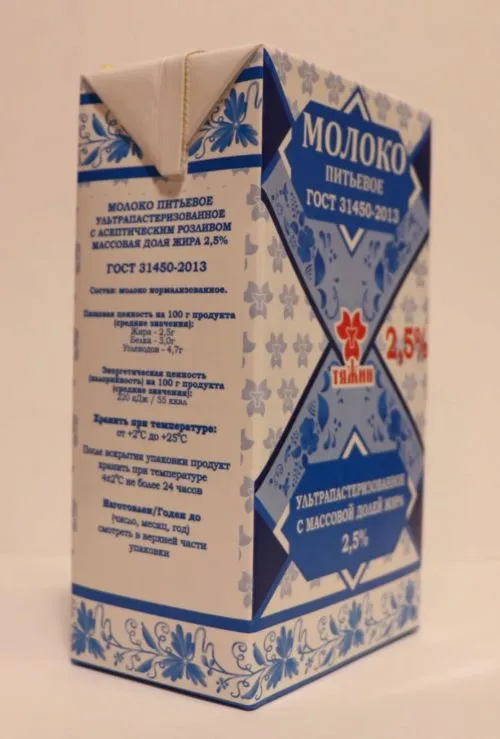 МОЛОКО ПИТЬЕВОЕ
УЛЬТРАПАСТЕРИЗОВАННОЕ
С АСЕПТИЧЕСКИМ РОЗЛИВОМ
МАССОВАЯ ДОЛЯ ЖИРА 2,5%
ГОСТ 31450-2013
Состав: молоко нормализованное.
Пищевая ценность на 100 г продукта
(средние значения):
Жира - 2,5г
Белка - 3,0г
Углеводов - 4,7г
Энергетическая ценность
(калорийность) на 100 г продукта
(средние значения):
220 кДж / 55 ккал
Хранить при температуре:
от +2°С до +25°С
После вскрытия упаковки продукт
хранить при температуре
4±2°С не более 24 часов
Изготовлен/Годен до
(число, месяц, год)
смотреть в верхней части
упаковки
МОЛОКО
ПИТЬЕВОЕ
ГОСТ 31450-2013
2,5%
ТЯЖИН
УЛЬТРАПАСТЕРИЗОВАННОЕ
С МАССОВОЙ ДОЛЕЙ ЖИРА
2,5%